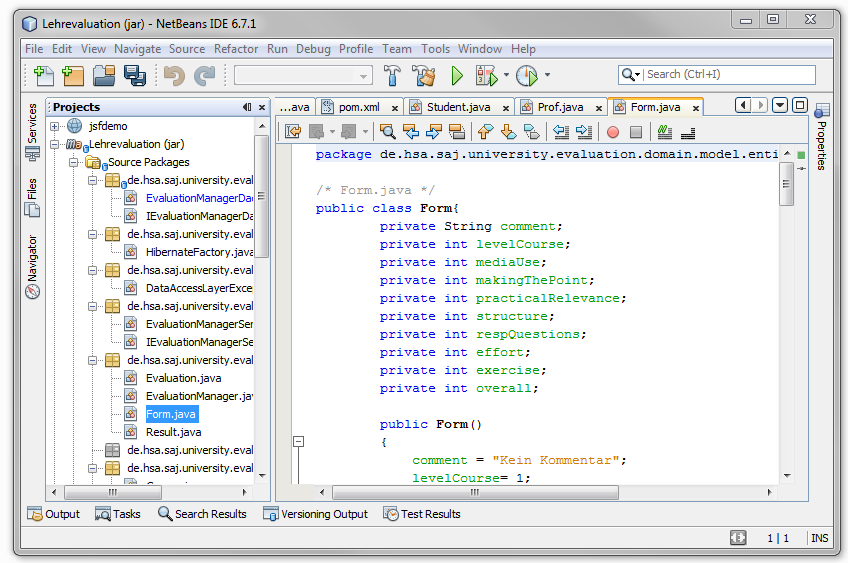 Lehrevaluation (jar) - NetBeans IDE 6.7.1
File Edit View Navigate Source Refactor Run Debug Profile Team Tools Window Help
Search (Ctrl+I)
Services
Files
Navigator
Projects
jsfdemo
Lehrevaluation (jar)
Source Packages
de.hsa.saj.university.eval
EvaluationManagerDao
IEvaluationManagerDa
de.hsa.saj.university.eval
HibernateFactory.java
de.hsa.saj.university.eval
DataAccessLayerExce
de.hsa.saj.university.eval
EvaluationManagerSer
IEvaluationManagerSe
de.hsa.saj.university.eval
Evaluation.java
EvaluationManager.jav
Form.java
Result.java
de.hsa.saj.university.eval
de.hsa.saj.university.eval
...ava pom.xml Student.java Prof.java Form.java
package de.hsa.saj.university.evaluation.domain.model.enti
/* Form.java */
public class Form{
private String comment;
private int levelCourse;
private int mediaUse;
private int makingThePoint;
private int practicalRelevance;
private int structure;
private int respQuestions;
private int effort;
private int exercise;
private int overall;
public Form()
{
comment = "Kein Kommentar";
levelCourse= 1;
Properties
Output Tasks Search Results Versioning Output Test Results
1 | 1 INS